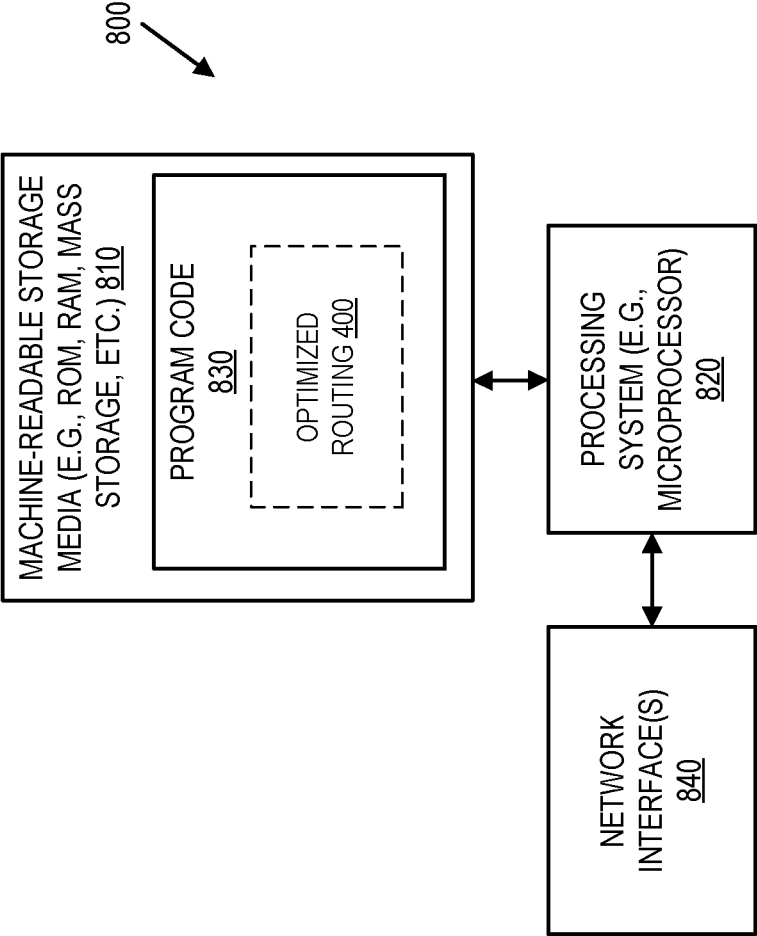 800
MACHINE-READABLE STORAGE
MEDIA (E.G., ROM, RAM, MASS
STORAGE, ETC.) 810
PROGRAM CODE
830
OPTIMIZED
ROUTING 400
PROCESSING
SYSTEM (E.G.,
MICROPROCESSOR)
820
NETWORK
INTERFACE(S)
840